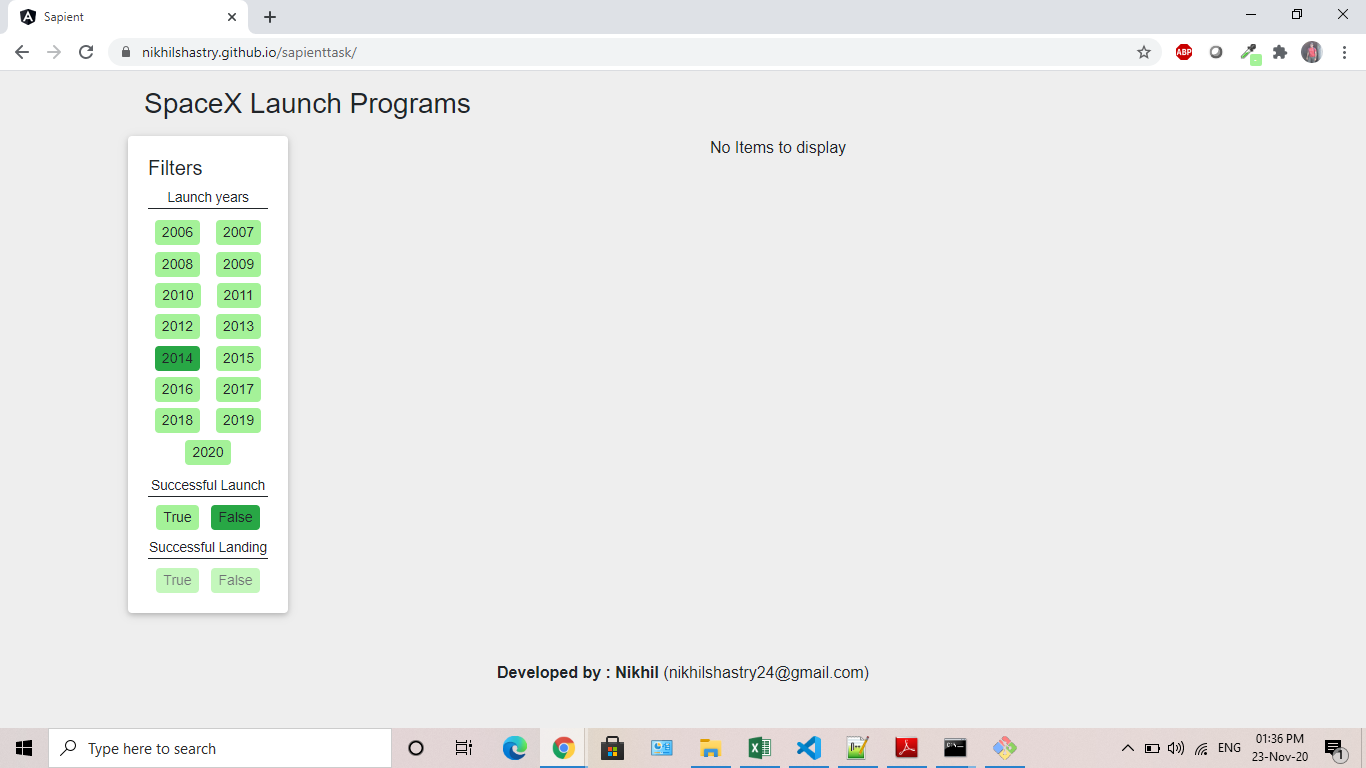 Sapient
nikhilshastry.github.io/sapienttask/
ABP
SpaceX Launch Programs
No Items to display
Filters
Launch years
2006 2007
2008 2009
2010 2011
2012 2013
2014 2015
2016 2017
2018 2019
2020
Successful Launch
True False
Successful Landing
True False
Developed by : Nikhil (nikhilshastry24@gmail.com)
Type here to search
ENG
01:36 PM
23-Nov-20
1